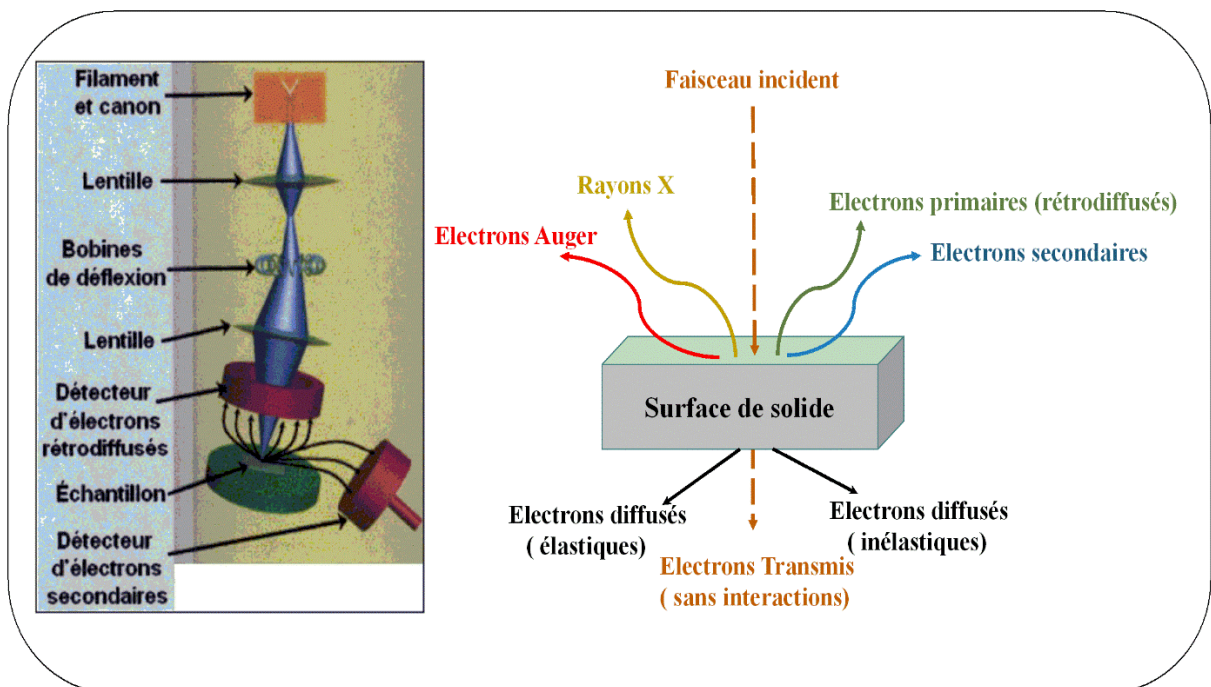 Filament
et canon
Lentille
Bobines
de déflexion
Lentille
Détecteur
d'électrons
rétrodiffusés
Échantillon
Détecteur
d'électrons
secondaires
Faisceau incident
Rayons X
Electrons primaires (rétrodiffusés)
Electrons Auger
Electrons secondaires
Surface de solide
Electrons diffusés
( élastiques)
Electrons diffusés
( inélastiques)
Electrons Transmis
( sans interactions)